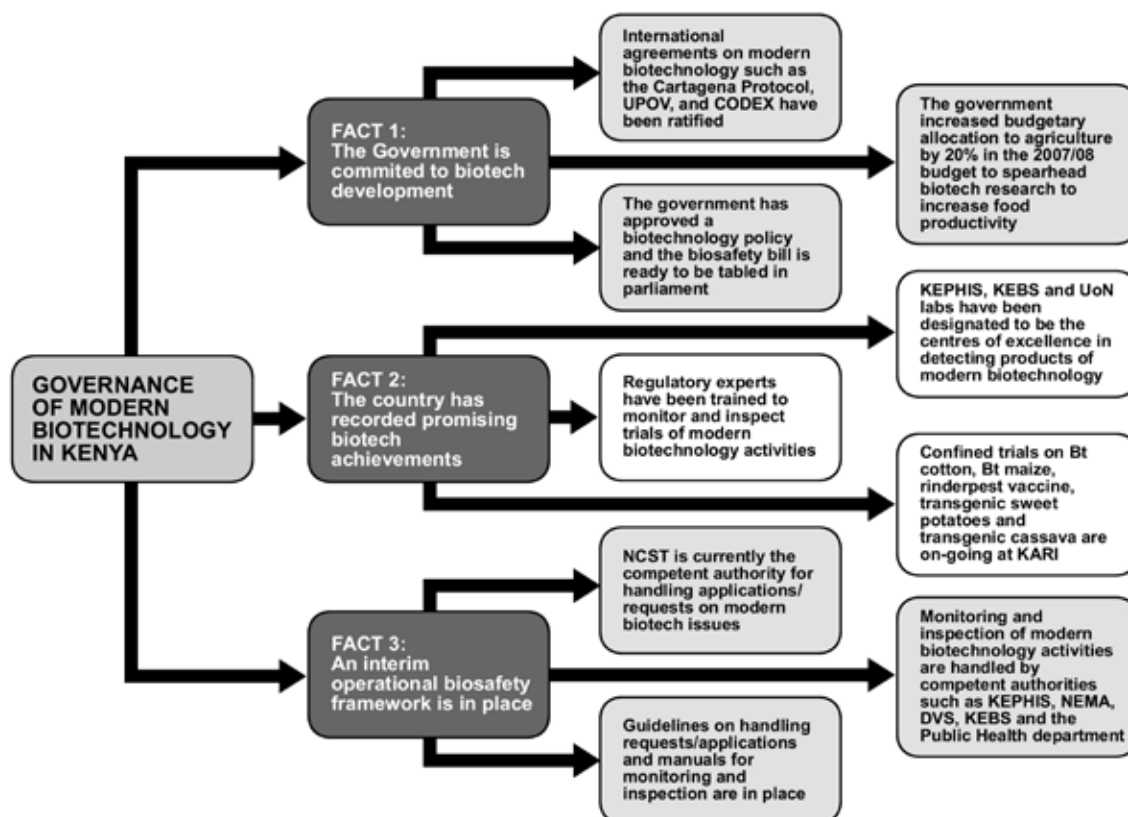 GOVERNANCE
OF MODERN
BIOTECHNOLOGY
IN KENYA
FACT 1:
The Government is
commited to biotech
development
International
agreements on modern
biotechnology such as
the Cartagena Protocol,
UPOV, and CODEX have
been ratified
The government
increased budgetary
allocation to agriculture
by 20% in the 2007/08
budget to spearhead
biotech research to
increase food
productivity
The government has
approved a
biotechnology policy
and the biosafety bill is
ready to be tabled in
parliament
FACT 2:
The country has
recorded promising
biotech
achievements
KEPHIS, KEBS and UoN
labs have been
designated to be the
centres of excellence in
detecting products of
modern biotechnology
Regulatory experts
have been trained to
monitor and inspect
trials of modern
biotechnology activities
Confined trials on Bt
cotton, Bt maize,
rinderpest vaccine,
transgenic sweet
potatoes and
transgenic cassava are
on-going at KARI
FACT 3:
An interim
operational biosafety
framework is in place
NCST is currently the
competent authority for
handling applications/
requests on modern
biotech issues
Monitoring and
inspection of modern
biotechnology activities
are handled by
competent authorities
such as KEPHIS, NEMA,
DVS, KEBS and the
Public Health department
Guidelines on handling
requests/applications
and manuals for
monitoring and
inspection are in place